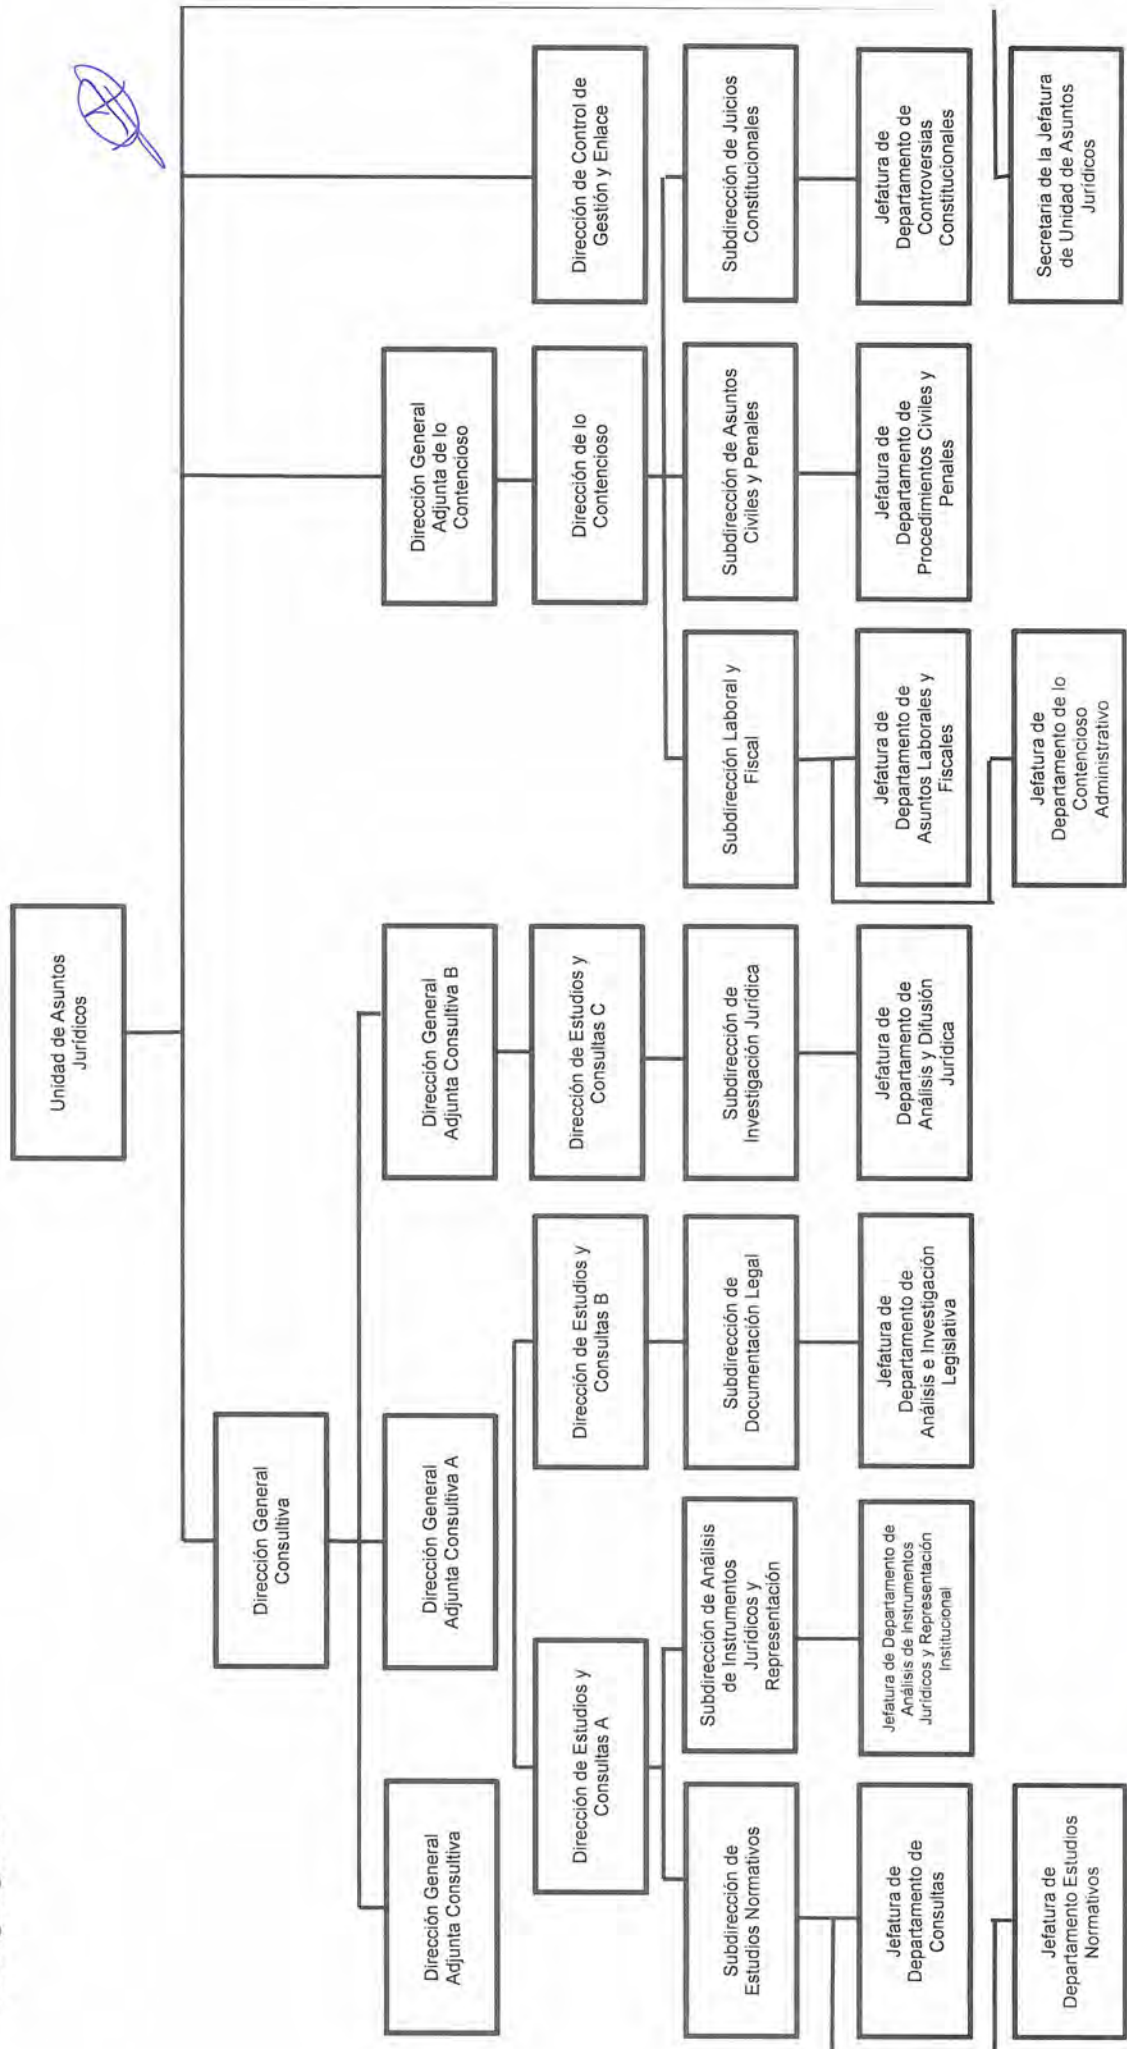 Unidad de Asuntos
Jurídicos
Dirección General
Consultiva
Dirección General
Adjunta Consultiva
Dirección General
Adjunta Consultiva A
Dirección General
Adjunta Consultiva B
Dirección General
Adjunta de lo
Contencioso
Dirección de Estudios y
Consultas A
Dirección de Estudios y
Consultas B
Dirección de Estudios y
Consultas C
Dirección de lo
Contencioso
Dirección de Control de
Gestión y Enlace
Subdirección de
Estudios Normativos
Subdirección de Análisis
de Instrumentos
Jurídicos y
Representación
Subdirección de
Documentación Legal
Subdirección de
Investigación Jurídica
Subdirección Laboral y
Fiscal
Subdirección de Asuntos
Civiles y Penales
Subdirección de Juicios
Constitucionales
Jefatura de
Departamento de
Consultas
Jefatura de Departamento de
Análisis de Instrumentos
Jurídicos y Representación
Institucional
Jefatura de
Departamento de
Análisis e Investigación
Legislativa
Jefatura de
Departamento de
Análisis y Difusión
Jurídica
Jefatura de
Departamento de
Asuntos Laborales y
Fiscales
Jefatura de
Departamento de
Procedimientos Civiles y
Penales
Jefatura de
Departamento de
Controversias
Constitucionales
Jefatura de
Departamento Estudios
Normativos
Jefatura de
Departamento de lo
Contencioso
Administrativo
Secretaria de la Jefatura
de Unidad de Asuntos
Jurídicos